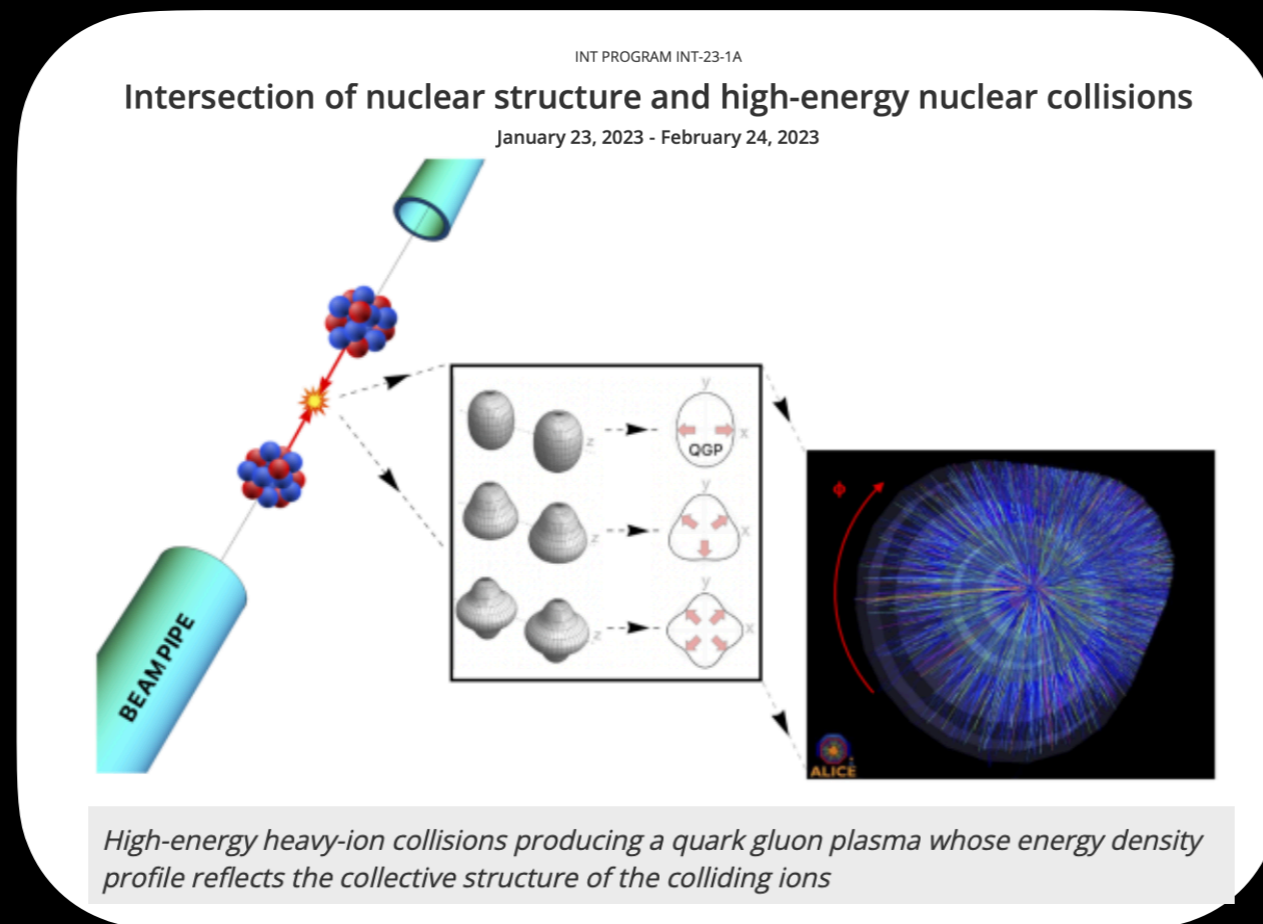 INT PROGRAM INT-23-1A
Intersection of nuclear structure and high-energy nuclear collisions
January 23, 2023 - February 24, 2023
BEAM PIPE
z
y
x
QGP
z
y
x
z
y
x
ϕ
ALICE
High-energy heavy-ion collisions producing a quark gluon plasma whose energy density
profile reflects the collective structure of the colliding ions